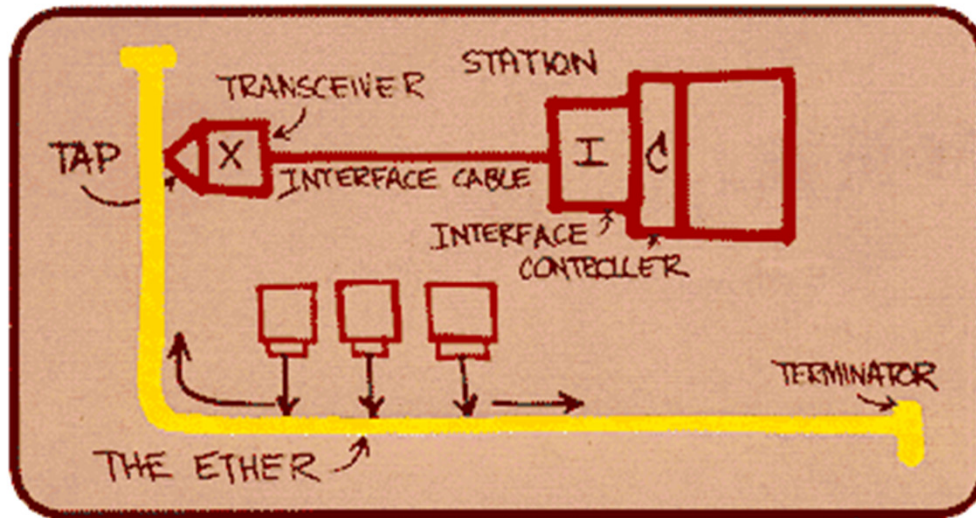 STATION
TRANSCEIVER
TAP
X
I
C
INTERFACE CABLE
INTERFACE
CONTROLLER
TERMINATOR
THE ETHER